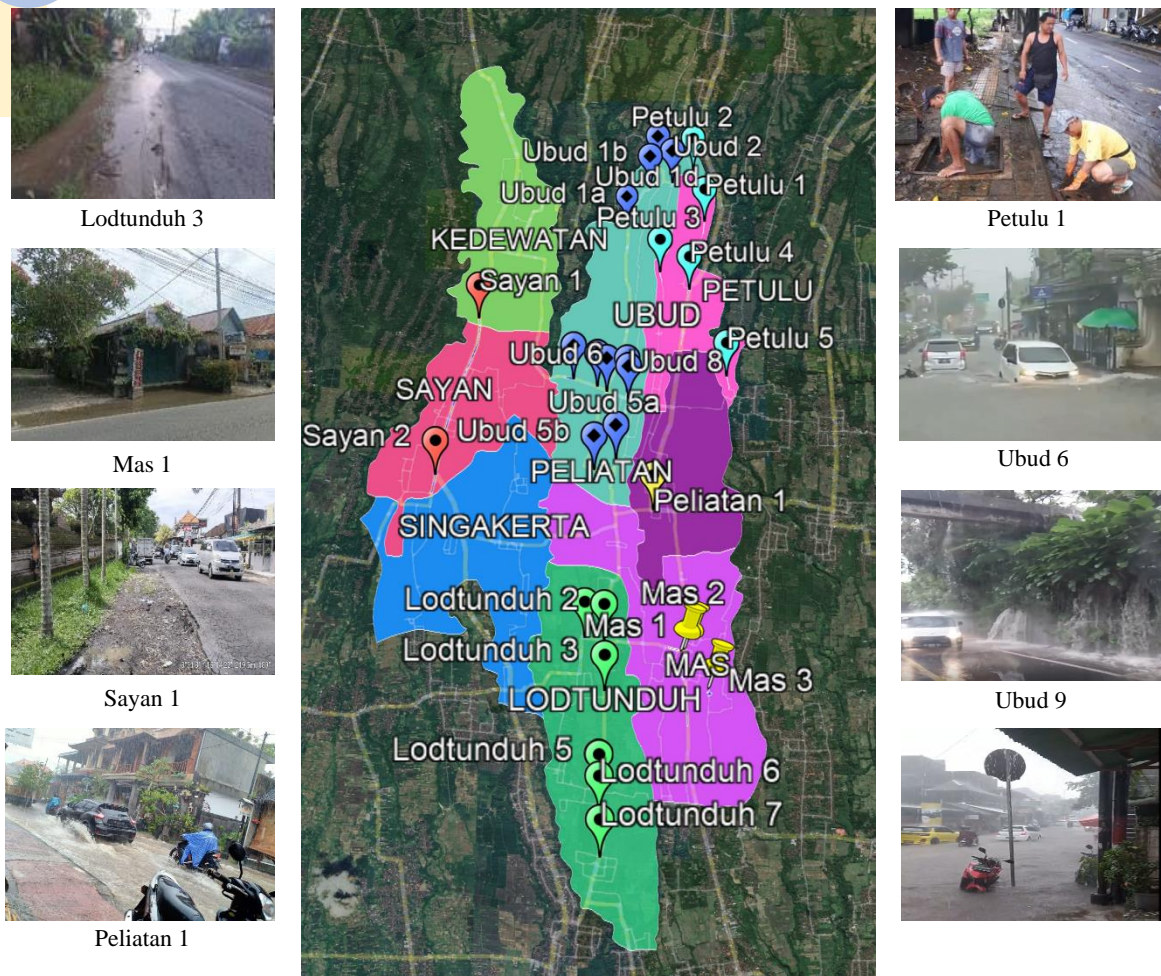 Lodtunduh 3
Mas 1
Sayan 1
Peliatan 1
Petulu 2
Ubud 1b
Ubud 2
Ubud 1d
Ubud 1a
Petulu 1
Petulu 3
KEDEWATAN
Petulu 4
Sayan 1
PETULU
UBUD
Petulu 5
Ubud 6
Ubud 8
SAYAN
Ubud 5a
Sayan 2
Ubud 5b
PELIATAN
Peliatan 1
SINGAKERTA
Lodtunduh 2
Mas 2
Mas 1
Lodtunduh 3
MAS
Mas 3
LODTUNDUH
Lodtunduh 5
Lodtunduh 6
Lodtunduh 7
Petulu 1
Ubud 6
Ubud 9